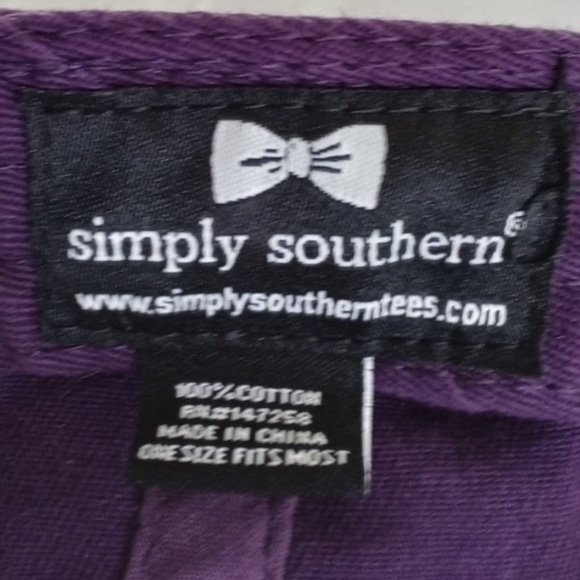 simply southern®
www.simplysoutherntees.com
100% COTTON
RN#147258
MADE IN CHINA
ONE SIZE FITS MOST